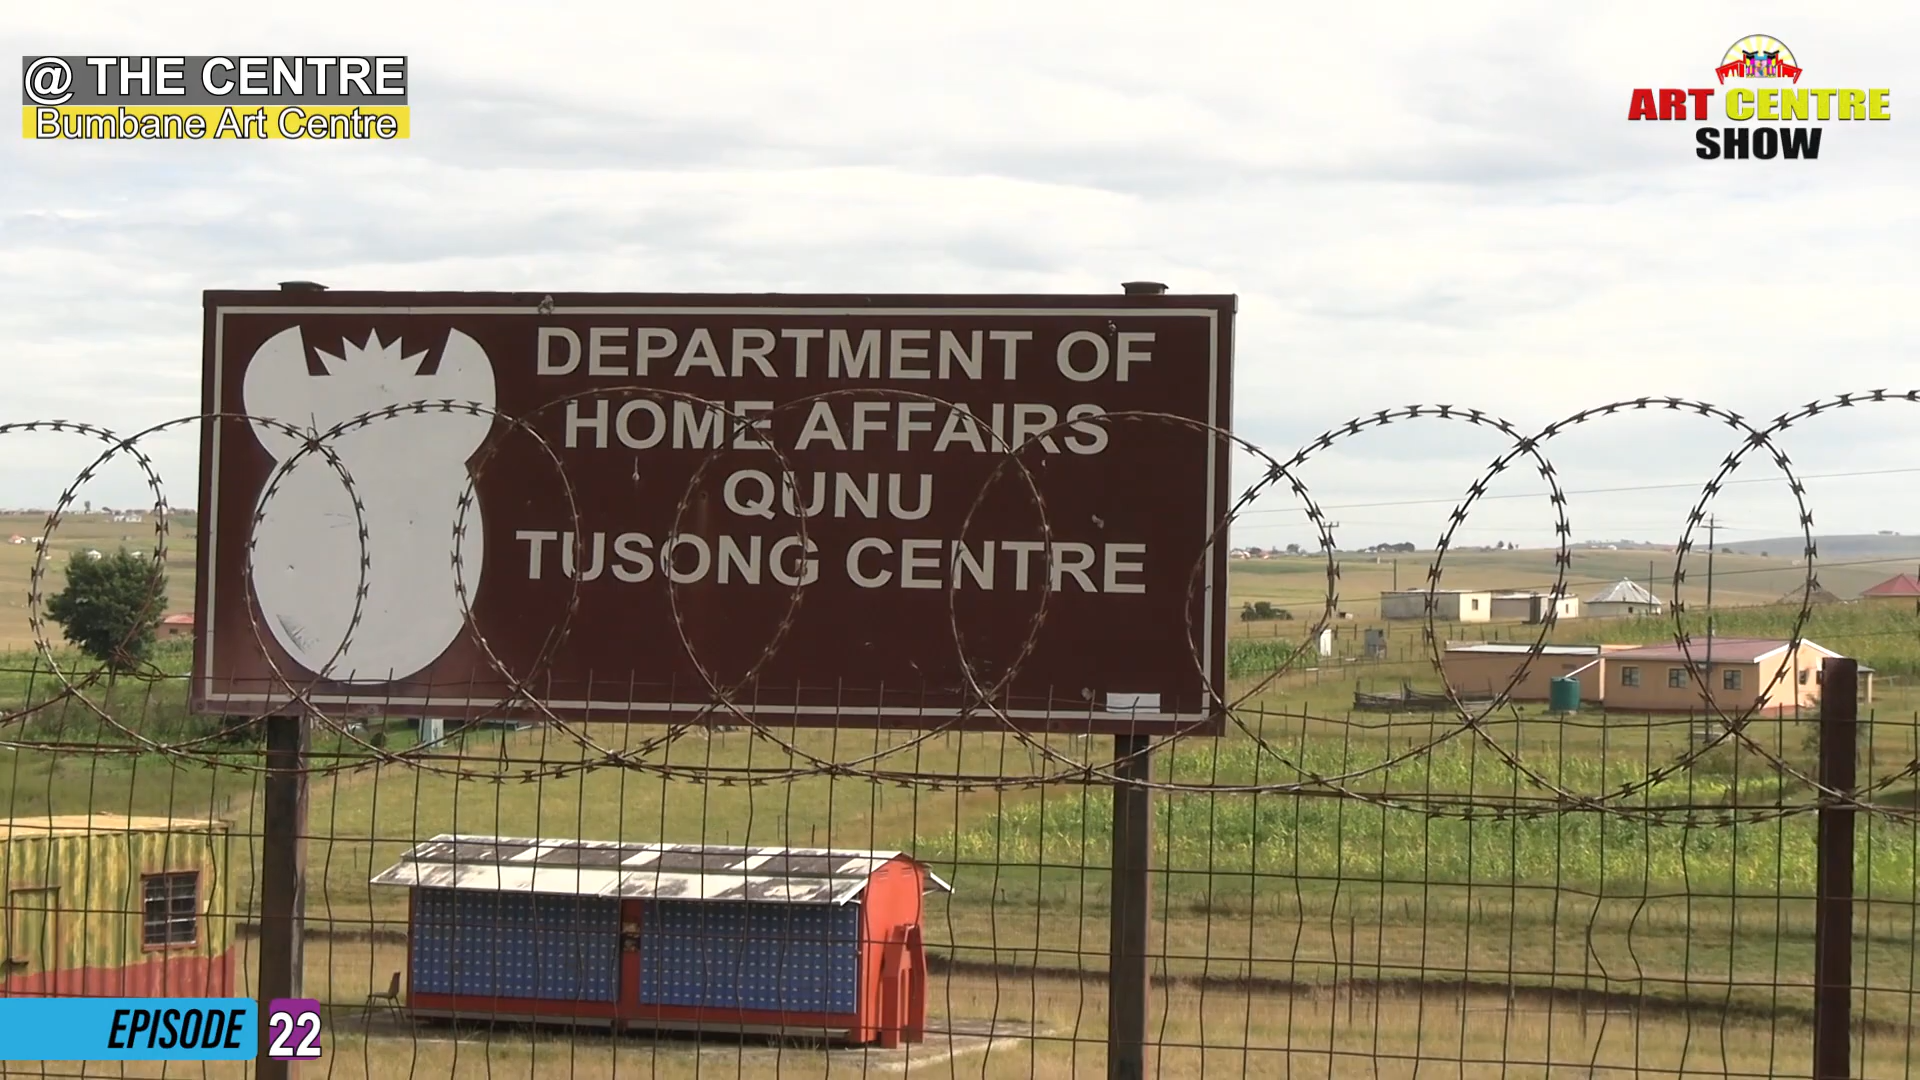 @ THE CENTRE
Bumbane Art Centre
ART CENTRE
SHOW
DEPARTMENT OF
HOME AFFAIRS
QUNU
TUSONG CENTRE
EPISODE 22